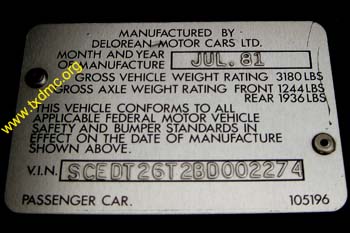 MANUFACTURED BY
DELOREAN MOTOR CARS LTD.
MONTH AND YEAR
OF MANUFACTURE JUL. 81
GROSS VEHICLE WEIGHT RATING 3180 LBS
GROSS AXLE WEIGHT RATING FRONT 1244 LBS
REAR 1936 LBS
THIS VEHICLE CONFORMS TO ALL
APPLICABLE FEDERAL MOTOR VEHICLE
SAFETY AND BUMPER STANDARDS IN
EFFECT ON THE DATE OF MANUFACTURE
SHOWN ABOVE.
V.I.N. SCEDT26T2BD002274
PASSENGER CAR. 105196
www.txdmc.org